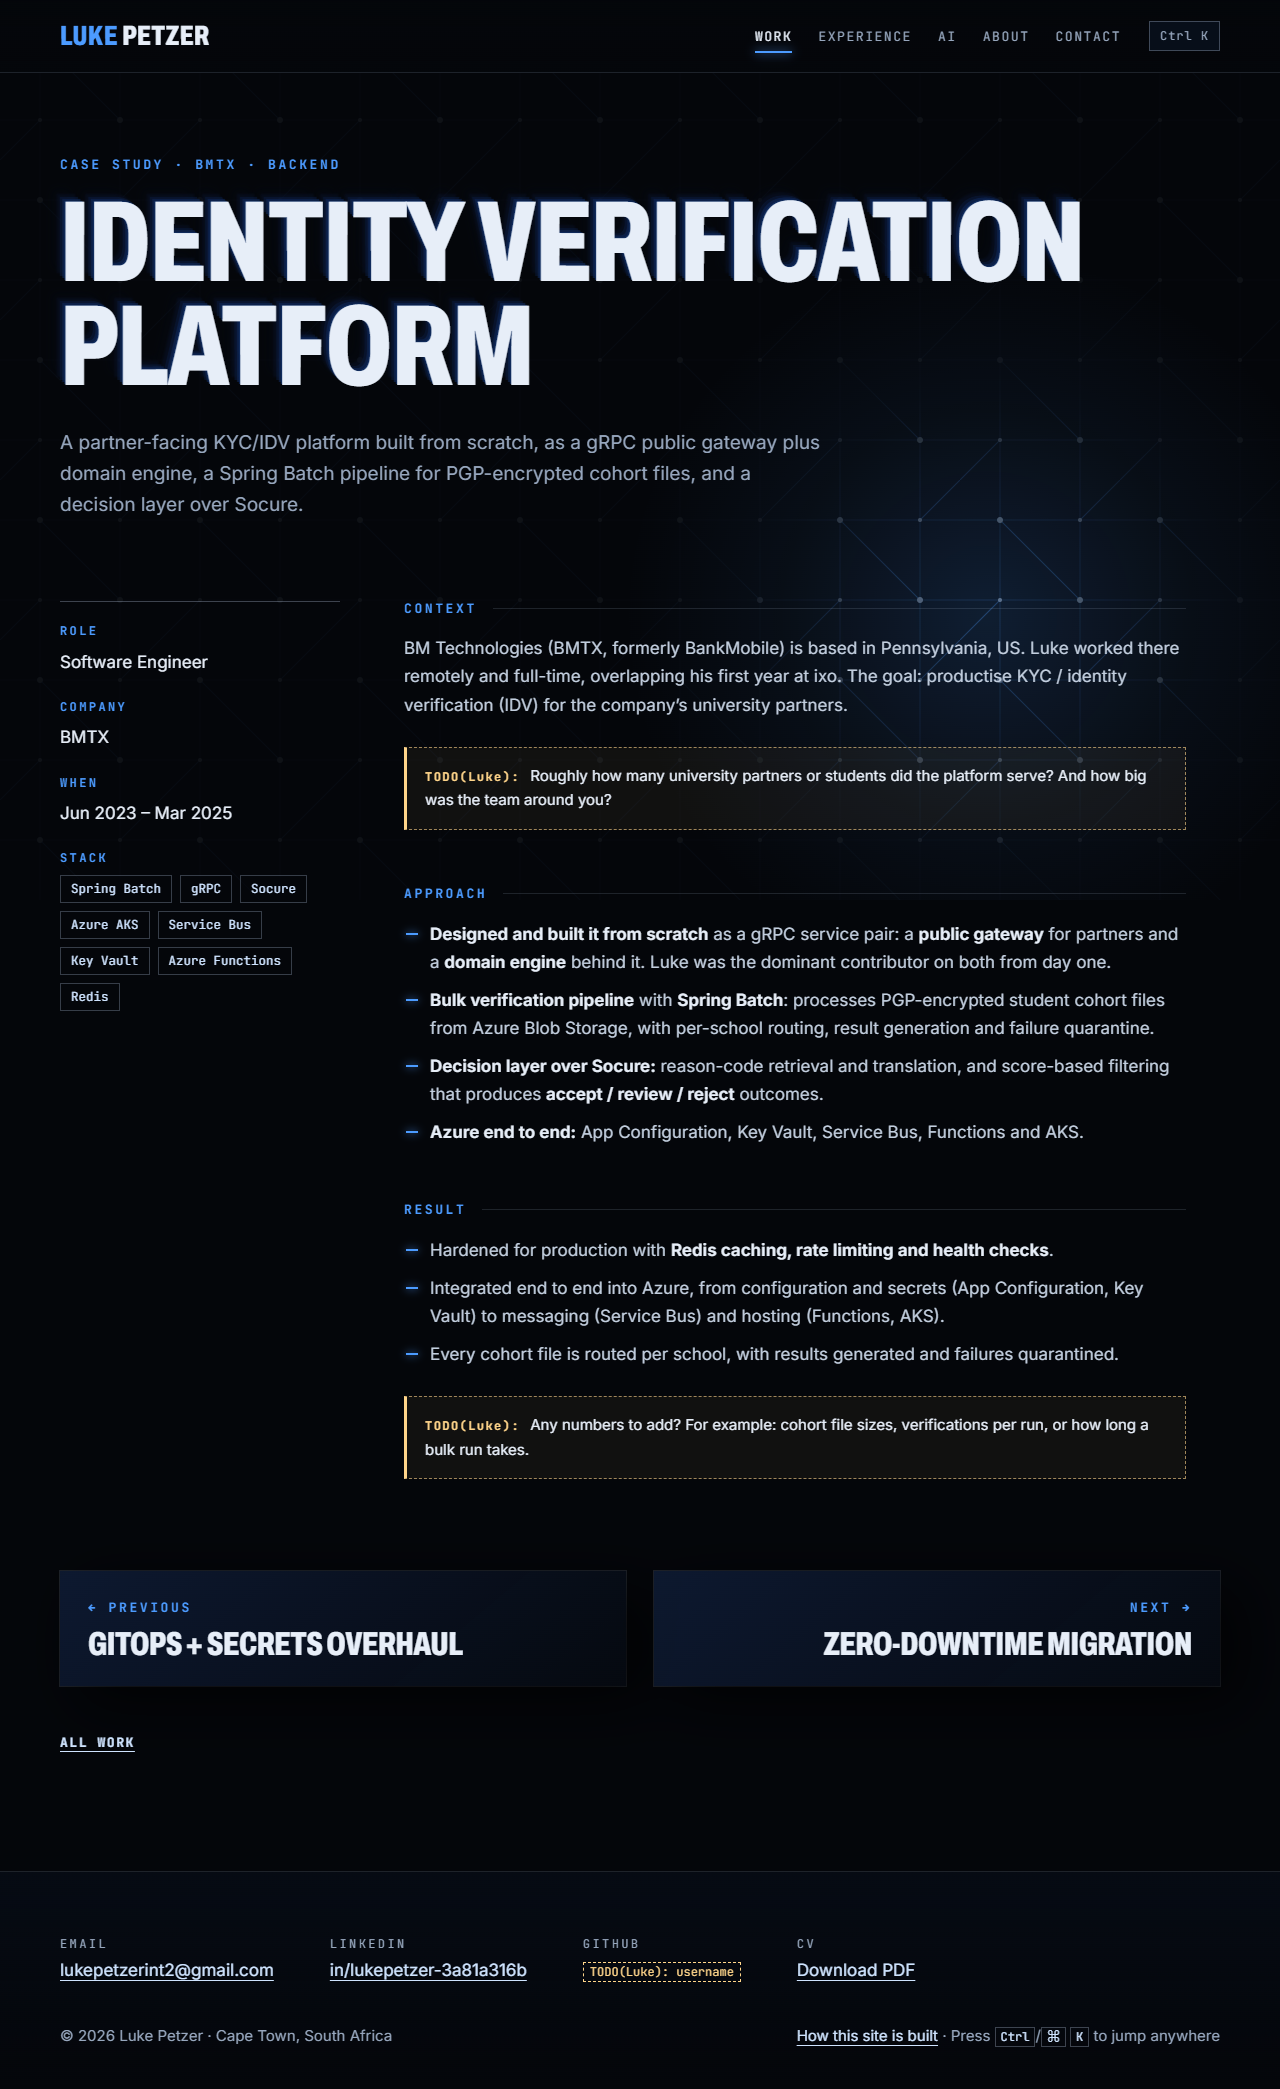 LUKE PETZER
WORK EXPERIENCE AI ABOUT CONTACT Ctrl K
CASE STUDY · BMTX · BACKEND
IDENTITY VERIFICATION
PLATFORM
A partner-facing KYC/IDV platform built from scratch, as a gRPC public gateway plus
domain engine, a Spring Batch pipeline for PGP-encrypted cohort files, and a
decision layer over Socure.
ROLE
Software Engineer
COMPANY
BMTX
WHEN
Jun 2023 – Mar 2025
STACK
Spring Batch gRPC Socure
Azure AKS Service Bus
Key Vault Azure Functions
Redis
CONTEXT
BM Technologies (BMTX, formerly BankMobile) is based in Pennsylvania, US. Luke worked there
remotely and full-time, overlapping his first year at ixo. The goal: productise KYC / identity
verification (IDV) for the company’s university partners.
TODO(Luke): Roughly how many university partners or students did the platform serve? And how big
was the team around you?
APPROACH
Designed and built it from scratch as a gRPC service pair: a public gateway for partners and
a domain engine behind it. Luke was the dominant contributor on both from day one.
Bulk verification pipeline with Spring Batch: processes PGP-encrypted student cohort files
from Azure Blob Storage, with per-school routing, result generation and failure quarantine.
Decision layer over Socure: reason-code retrieval and translation, and score-based filtering
that produces accept / review / reject outcomes.
Azure end to end: App Configuration, Key Vault, Service Bus, Functions and AKS.
RESULT
Hardened for production with Redis caching, rate limiting and health checks.
Integrated end to end into Azure, from configuration and secrets (App Configuration, Key
Vault) to messaging (Service Bus) and hosting (Functions, AKS).
Every cohort file is routed per school, with results generated and failures quarantined.
TODO(Luke): Any numbers to add? For example: cohort file sizes, verifications per run, or how long a
bulk run takes.
← PREVIOUS
GITOPS + SECRETS OVERHAUL
NEXT →
ZERO-DOWNTIME MIGRATION
ALL WORK
EMAIL
lukepetzerint2@gmail.com
LINKEDIN
in/lukepetzer-3a81a316b
GITHUB
TODO(Luke): username
CV
Download PDF
© 2026 Luke Petzer · Cape Town, South Africa
How this site is built · Press Ctrl/⌘ K to jump anywhere